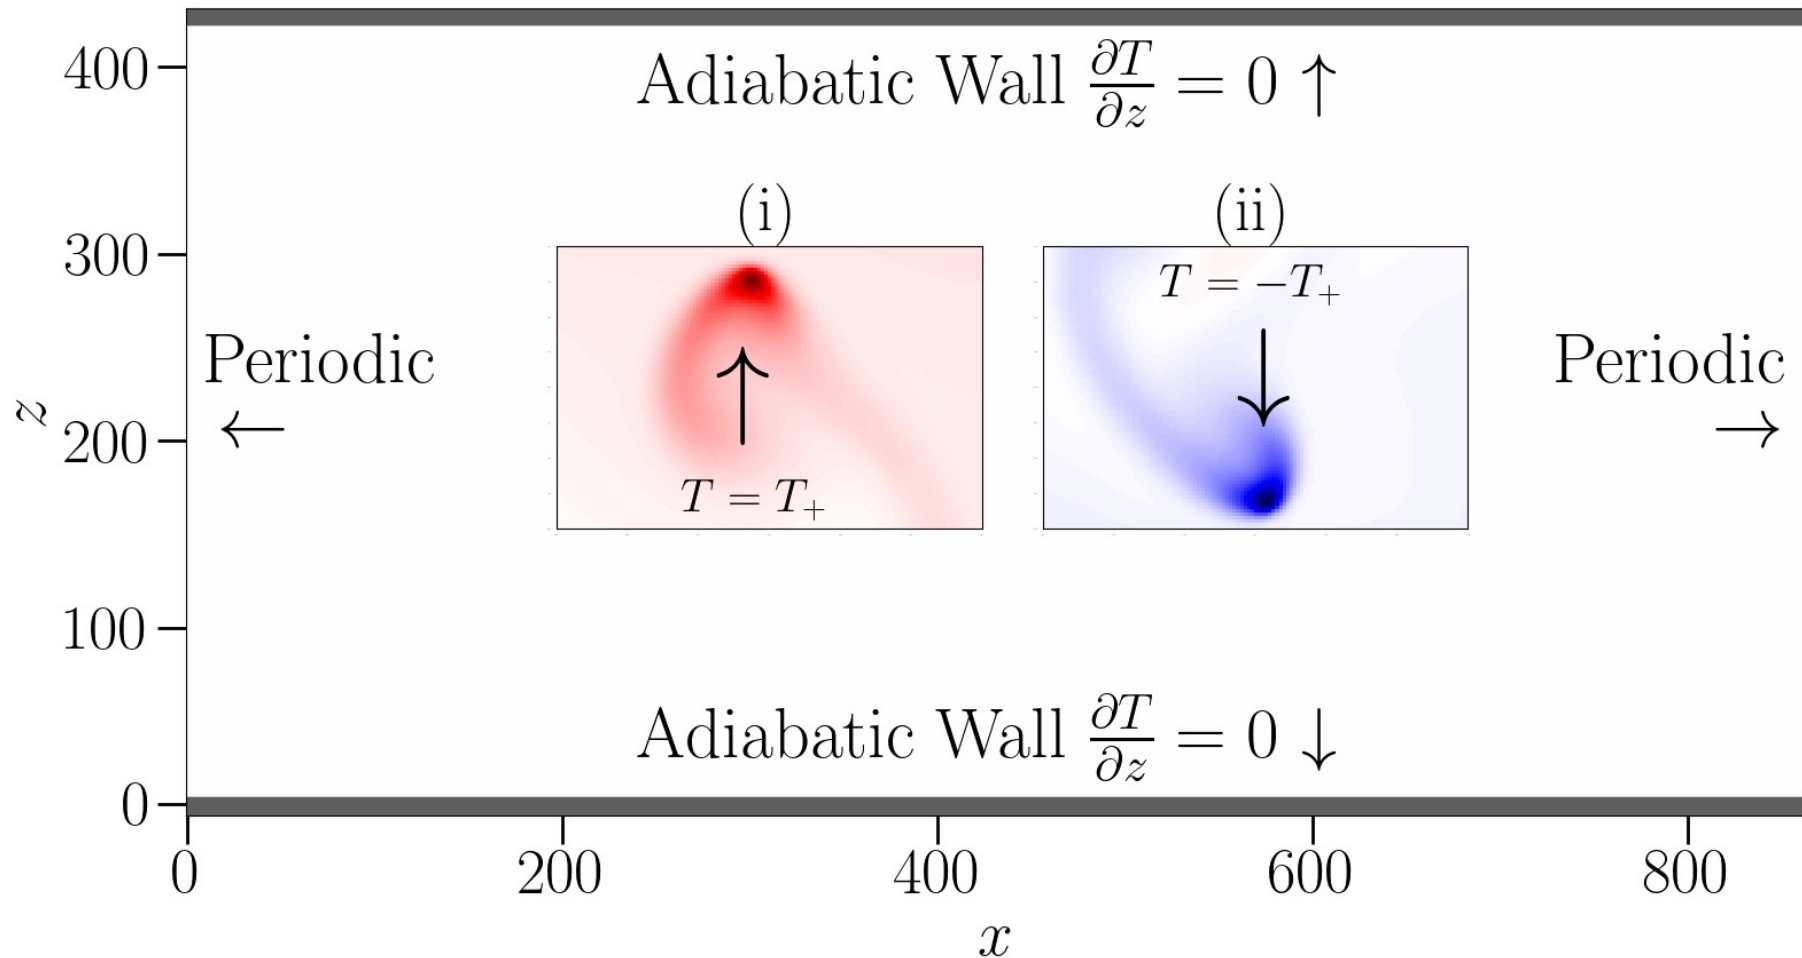 400
Adiabatic Wall ∂T/∂z = 0 ↑
(i)
(ii)
300
T = −T₊
Periodic
Periodic
←
→
z
200
T = T₊
100
Adiabatic Wall ∂T/∂z = 0 ↓
0
0 200 400 600 800
x